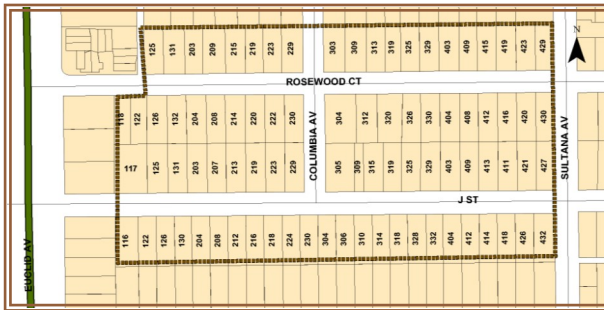 125 131 203 209 215 219 223 229 303 309 313 319 325 329 403 409 415 419 423 429
N
ROSEWOOD CT
118 122 126 132 204 208 214 220 222 230 304 312 320 326 330 404 408 412 416 420 430
COLUMBIA AV
SULTANA AV
117 125 131 203 207 213 219 223 229 305 309 315 319 325 329 403 409 413 411 421 427
J ST
116 122 126 130 204 208 212 216 218 224 230 304 306 310 314 318 328 332 404 412 414 418 426 432
EUCLID AV